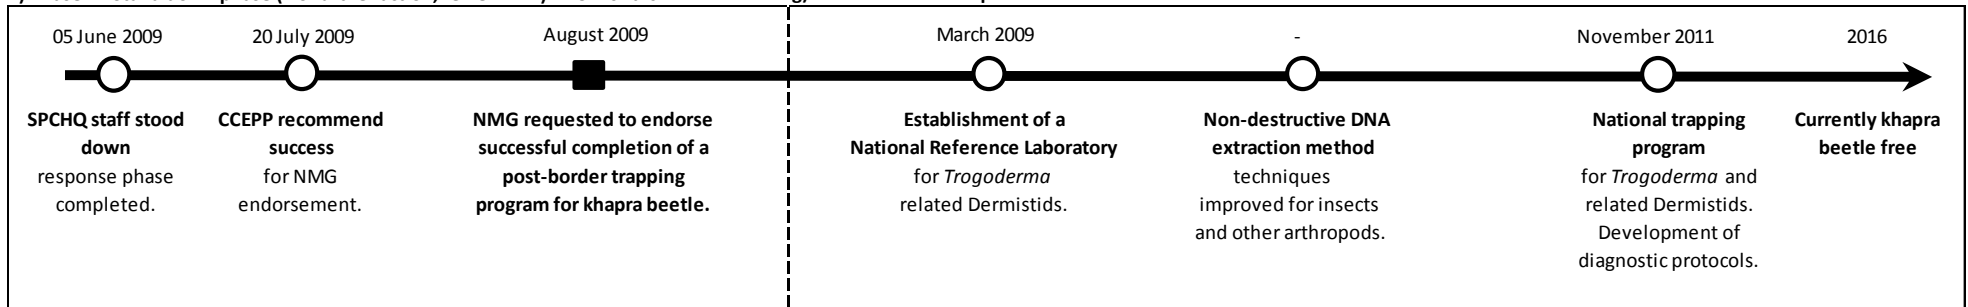 05 June 2009
SPCHQ staff stood
down
response phase
completed.
20 July 2009
CCEPP recommend
success
for NMG
endorsement.
August 2009
NMG requested to endorse
successful completion of a
post-border trapping
program for khapra beetle.
March 2009
Establishment of a
National Reference Laboratory
for Trogoderma
related Dermistids.
-
Non-destructive DNA
extraction method
techniques
improved for insects
and other arthropods.
November 2011
National trapping
program
for Trogoderma and
related Dermistids.
Development of
diagnostic protocols.
2016
Currently khapra
beetle free